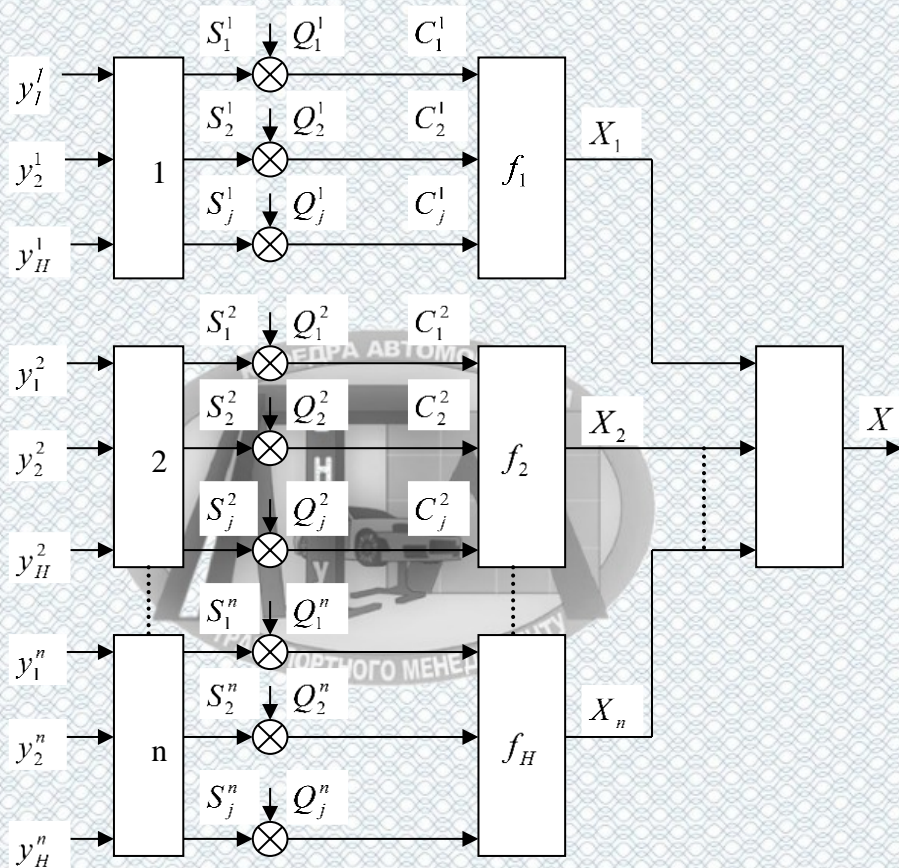 S_1^1 Q_1^1 C_1^1
y_1^1
S_2^1 Q_2^1 C_2^1
X_1
y_2^1 1 f_1
S_j^1 Q_j^1 C_j^1
y_H^1
S_1^2 Q_1^2 C_1^2
y_1^2
S_2^2 Q_2^2 C_2^2
X_2 X
y_2^2 2 f_2
S_j^2 Q_j^2 C_j^2
y_H^2
S_1^n Q_1^n
y_1^n
S_2^n Q_2^n
X_n
y_2^n n f_H
S_j^n Q_j^n
y_H^n
АВТОМО
Н
У